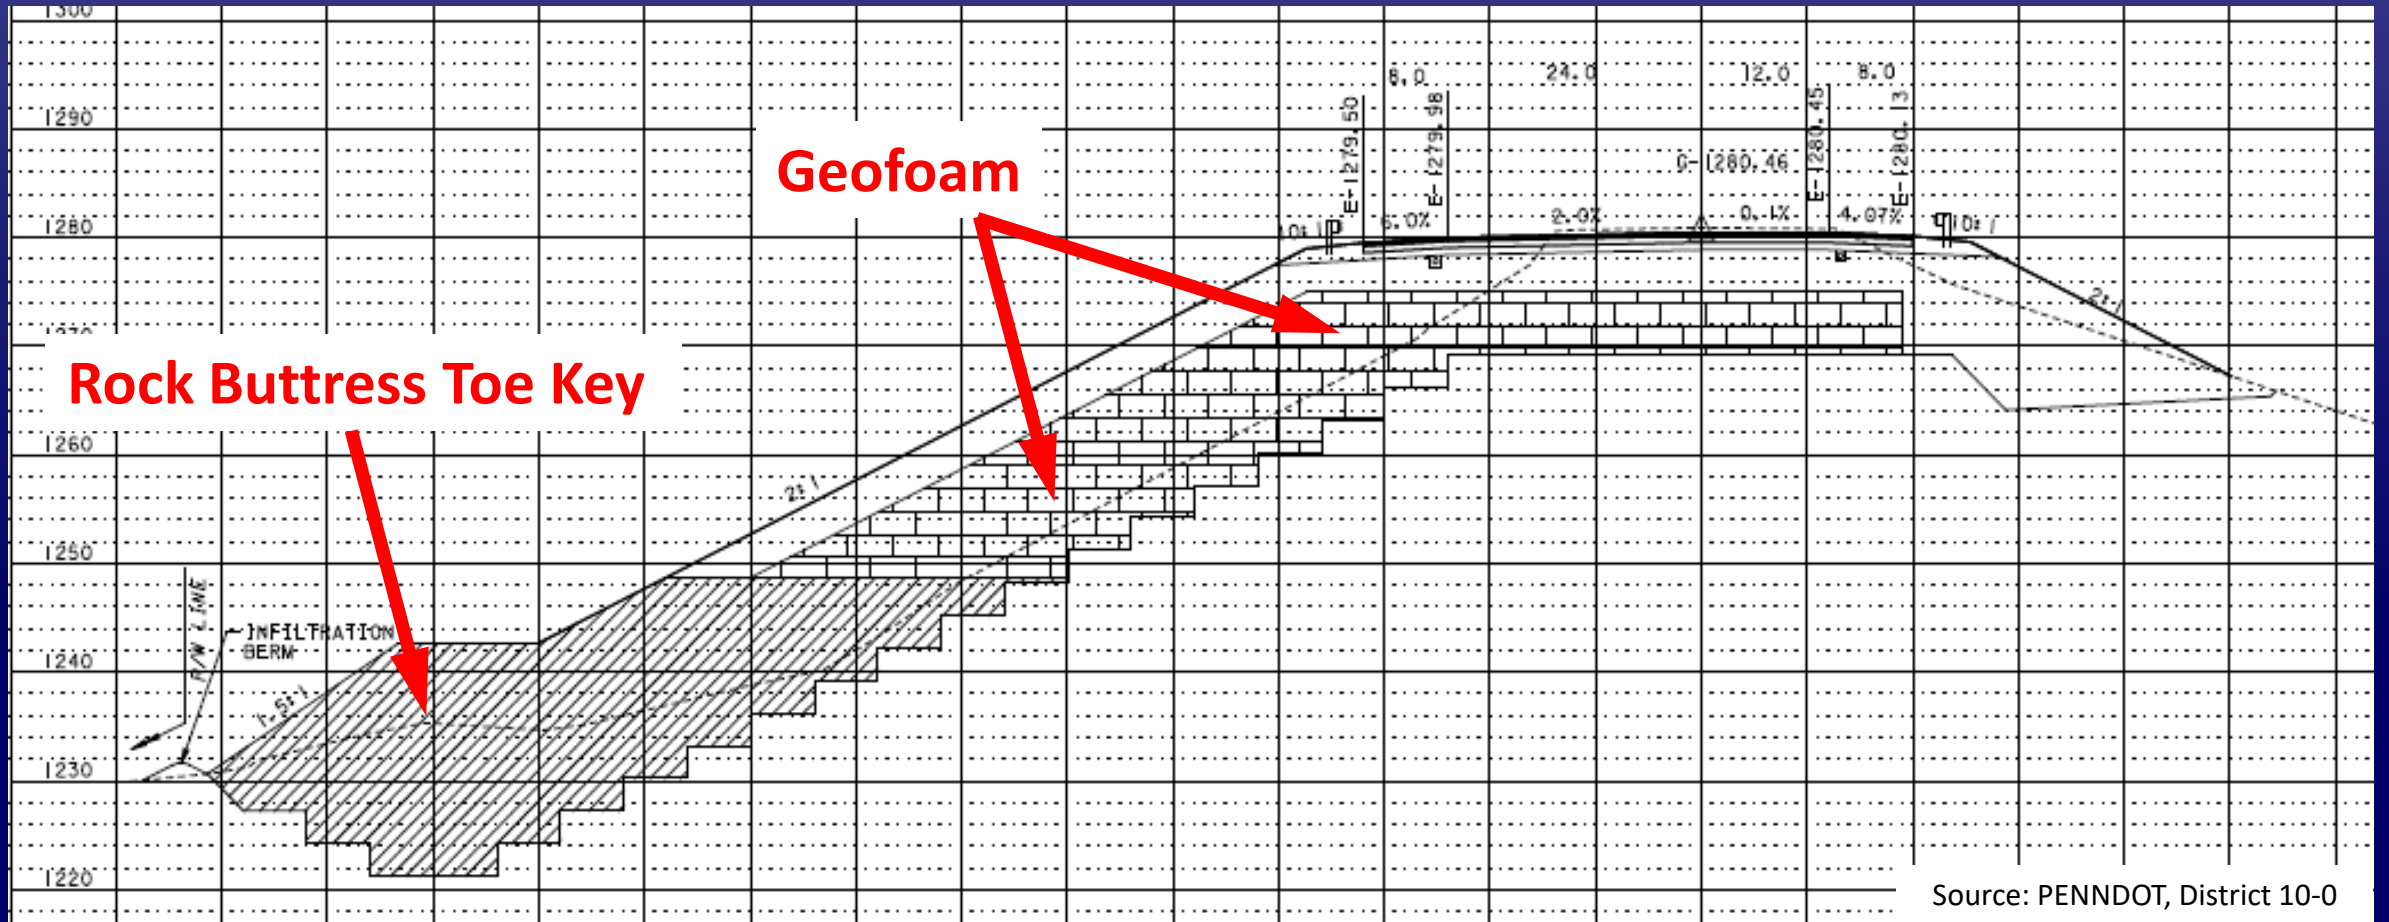 1300
1290
1280
1270
1260
1250
1240
1230
1220
8.0
24.0
12.0
8.0
E-1279.50
E-1279.98
G-1280.46
E-1280.45
E-1280.13
10:1
6.0%
2.0%
0.1%
4.07%
10:1
Geofoam
2:1
Rock Buttress Toe Key
2:1
R/W LINE
INFILTRATION
BERM
1.5:1
Source: PENNDOT, District 10-0